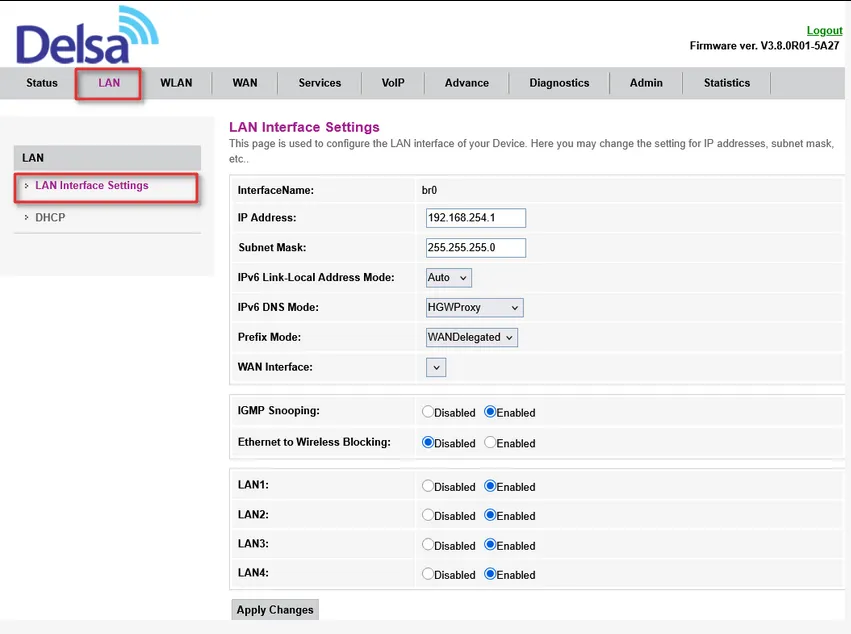 Delsa
Logout
Firmware ver. V3.8.0R01-5A27
Status LAN WLAN WAN Services VoIP Advance Diagnostics Admin Statistics
LAN
LAN Interface Settings
DHCP
LAN Interface Settings
This page is used to configure the LAN interface of your Device. Here you may change the setting for IP addresses, subnet mask,
etc..
InterfaceName: br0
IP Address: 192.168.254.1
Subnet Mask: 255.255.255.0
IPv6 Link-Local Address Mode: Auto
IPv6 DNS Mode: HGWProxy
Prefix Mode: WANDelegated
WAN Interface:
IGMP Snooping: Disabled Enabled
Ethernet to Wireless Blocking: Disabled Enabled
LAN1: Disabled Enabled
LAN2: Disabled Enabled
LAN3: Disabled Enabled
LAN4: Disabled Enabled
Apply Changes